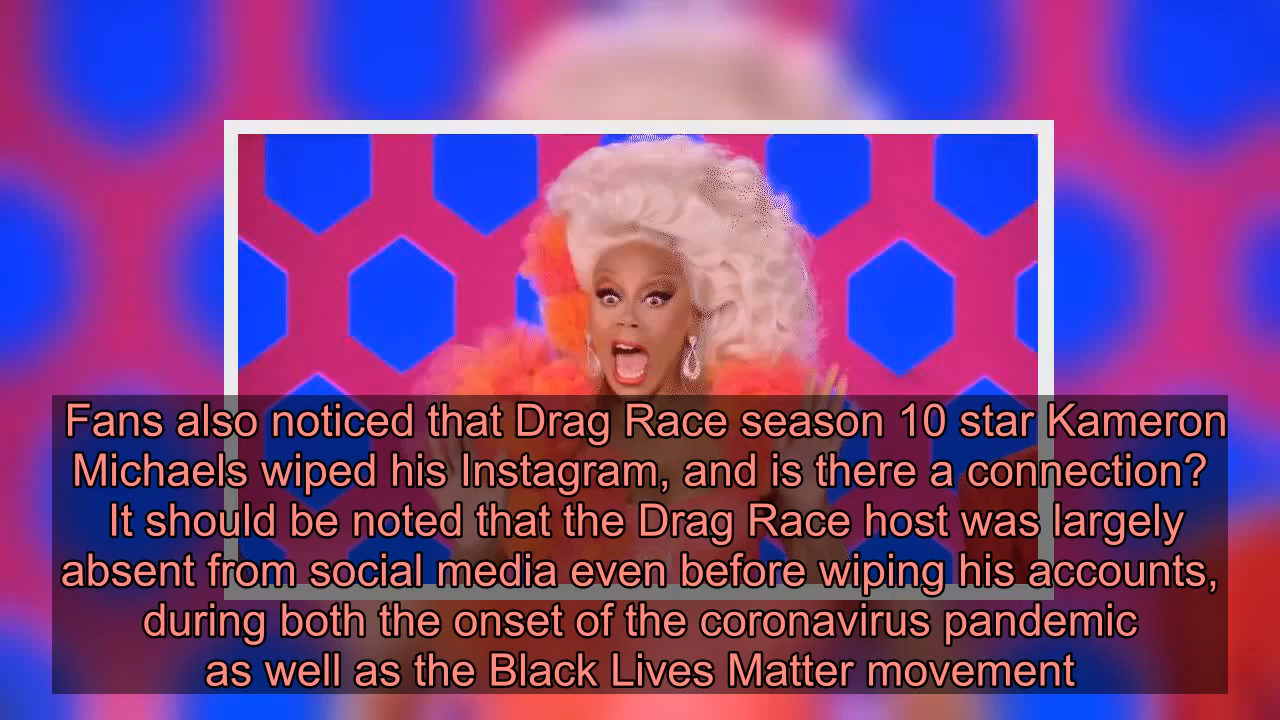 Fans also noticed that Drag Race season 10 star Kameron
Michaels wiped his Instagram, and is there a connection?
It should be noted that the Drag Race host was largely
absent from social media even before wiping his accounts,
during both the onset of the coronavirus pandemic
as well as the Black Lives Matter movement